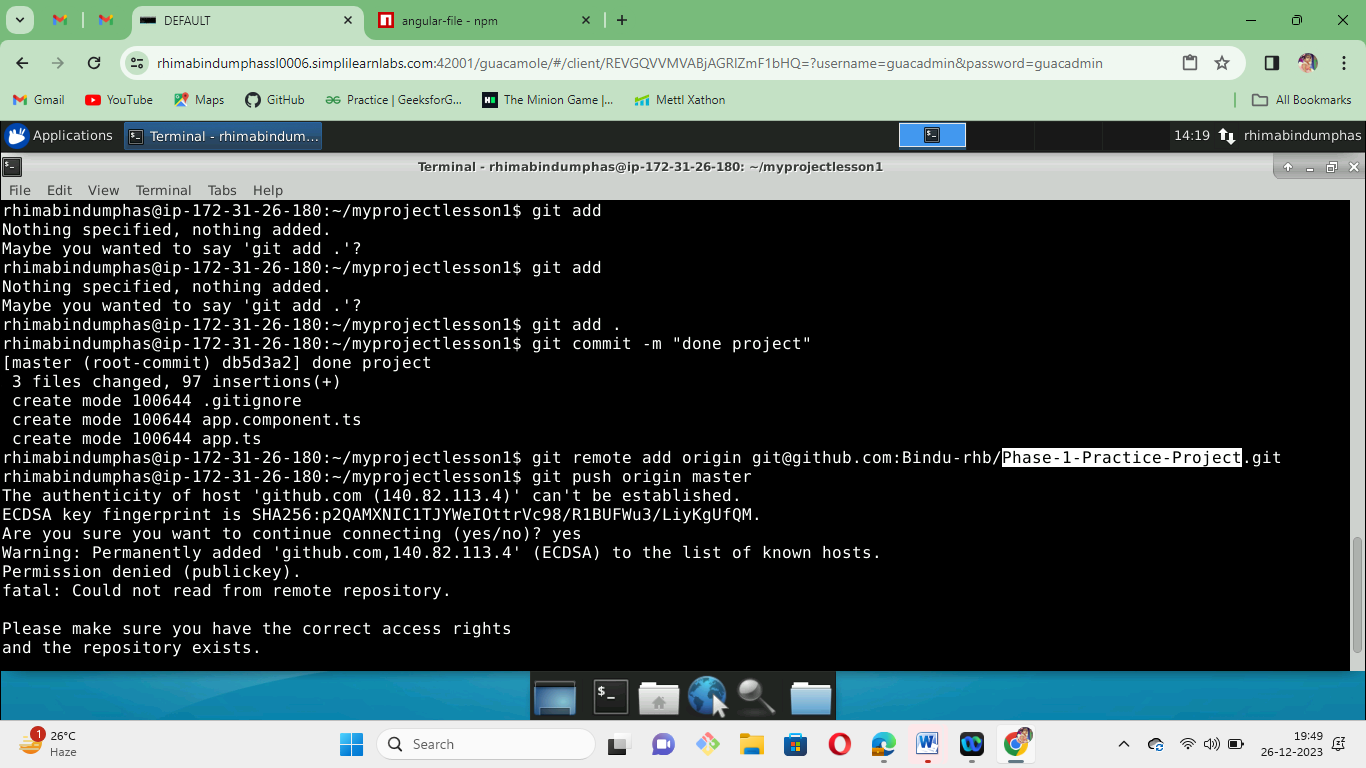 DEFAULT
angular-file - npm
rhimabindumphassl0006.simplilearnlabs.com:42001/guacamole/#/client/REVGQVVMVABjAGRlZmF1bHQ=?username=guacadmin&password=guacadmin
Gmail YouTube Maps GitHub Practice | GeeksforG... The Minion Game |... Mettl Xathon All Bookmarks
Applications Terminal - rhimabindum... 14:19 rhimabindumphas
Terminal - rhimabindumphas@ip-172-31-26-180: ~/myprojectlesson1
File Edit View Terminal Tabs Help
rhimabindumphas@ip-172-31-26-180:~/myprojectlesson1$ git add
Nothing specified, nothing added.
Maybe you wanted to say 'git add .'?
rhimabindumphas@ip-172-31-26-180:~/myprojectlesson1$ git add
Nothing specified, nothing added.
Maybe you wanted to say 'git add .'?
rhimabindumphas@ip-172-31-26-180:~/myprojectlesson1$ git add .
rhimabindumphas@ip-172-31-26-180:~/myprojectlesson1$ git commit -m "done project"
[master (root-commit) db5d3a2] done project
 3 files changed, 97 insertions(+)
 create mode 100644 .gitignore
 create mode 100644 app.component.ts
 create mode 100644 app.ts
rhimabindumphas@ip-172-31-26-180:~/myprojectlesson1$ git remote add origin git@github.com:Bindu-rhb/Phase-1-Practice-Project.git
rhimabindumphas@ip-172-31-26-180:~/myprojectlesson1$ git push origin master
The authenticity of host 'github.com (140.82.113.4)' can't be established.
ECDSA key fingerprint is SHA256:p2QAMXNIC1TJYWeIOttrVc98/R1BUFWu3/LiyKgUfQM.
Are you sure you want to continue connecting (yes/no)? yes
Warning: Permanently added 'github.com,140.82.113.4' (ECDSA) to the list of known hosts.
Permission denied (publickey).
fatal: Could not read from remote repository.

Please make sure you have the correct access rights
and the repository exists.
1
26°C
Haze
Search
19:49
26-12-2023